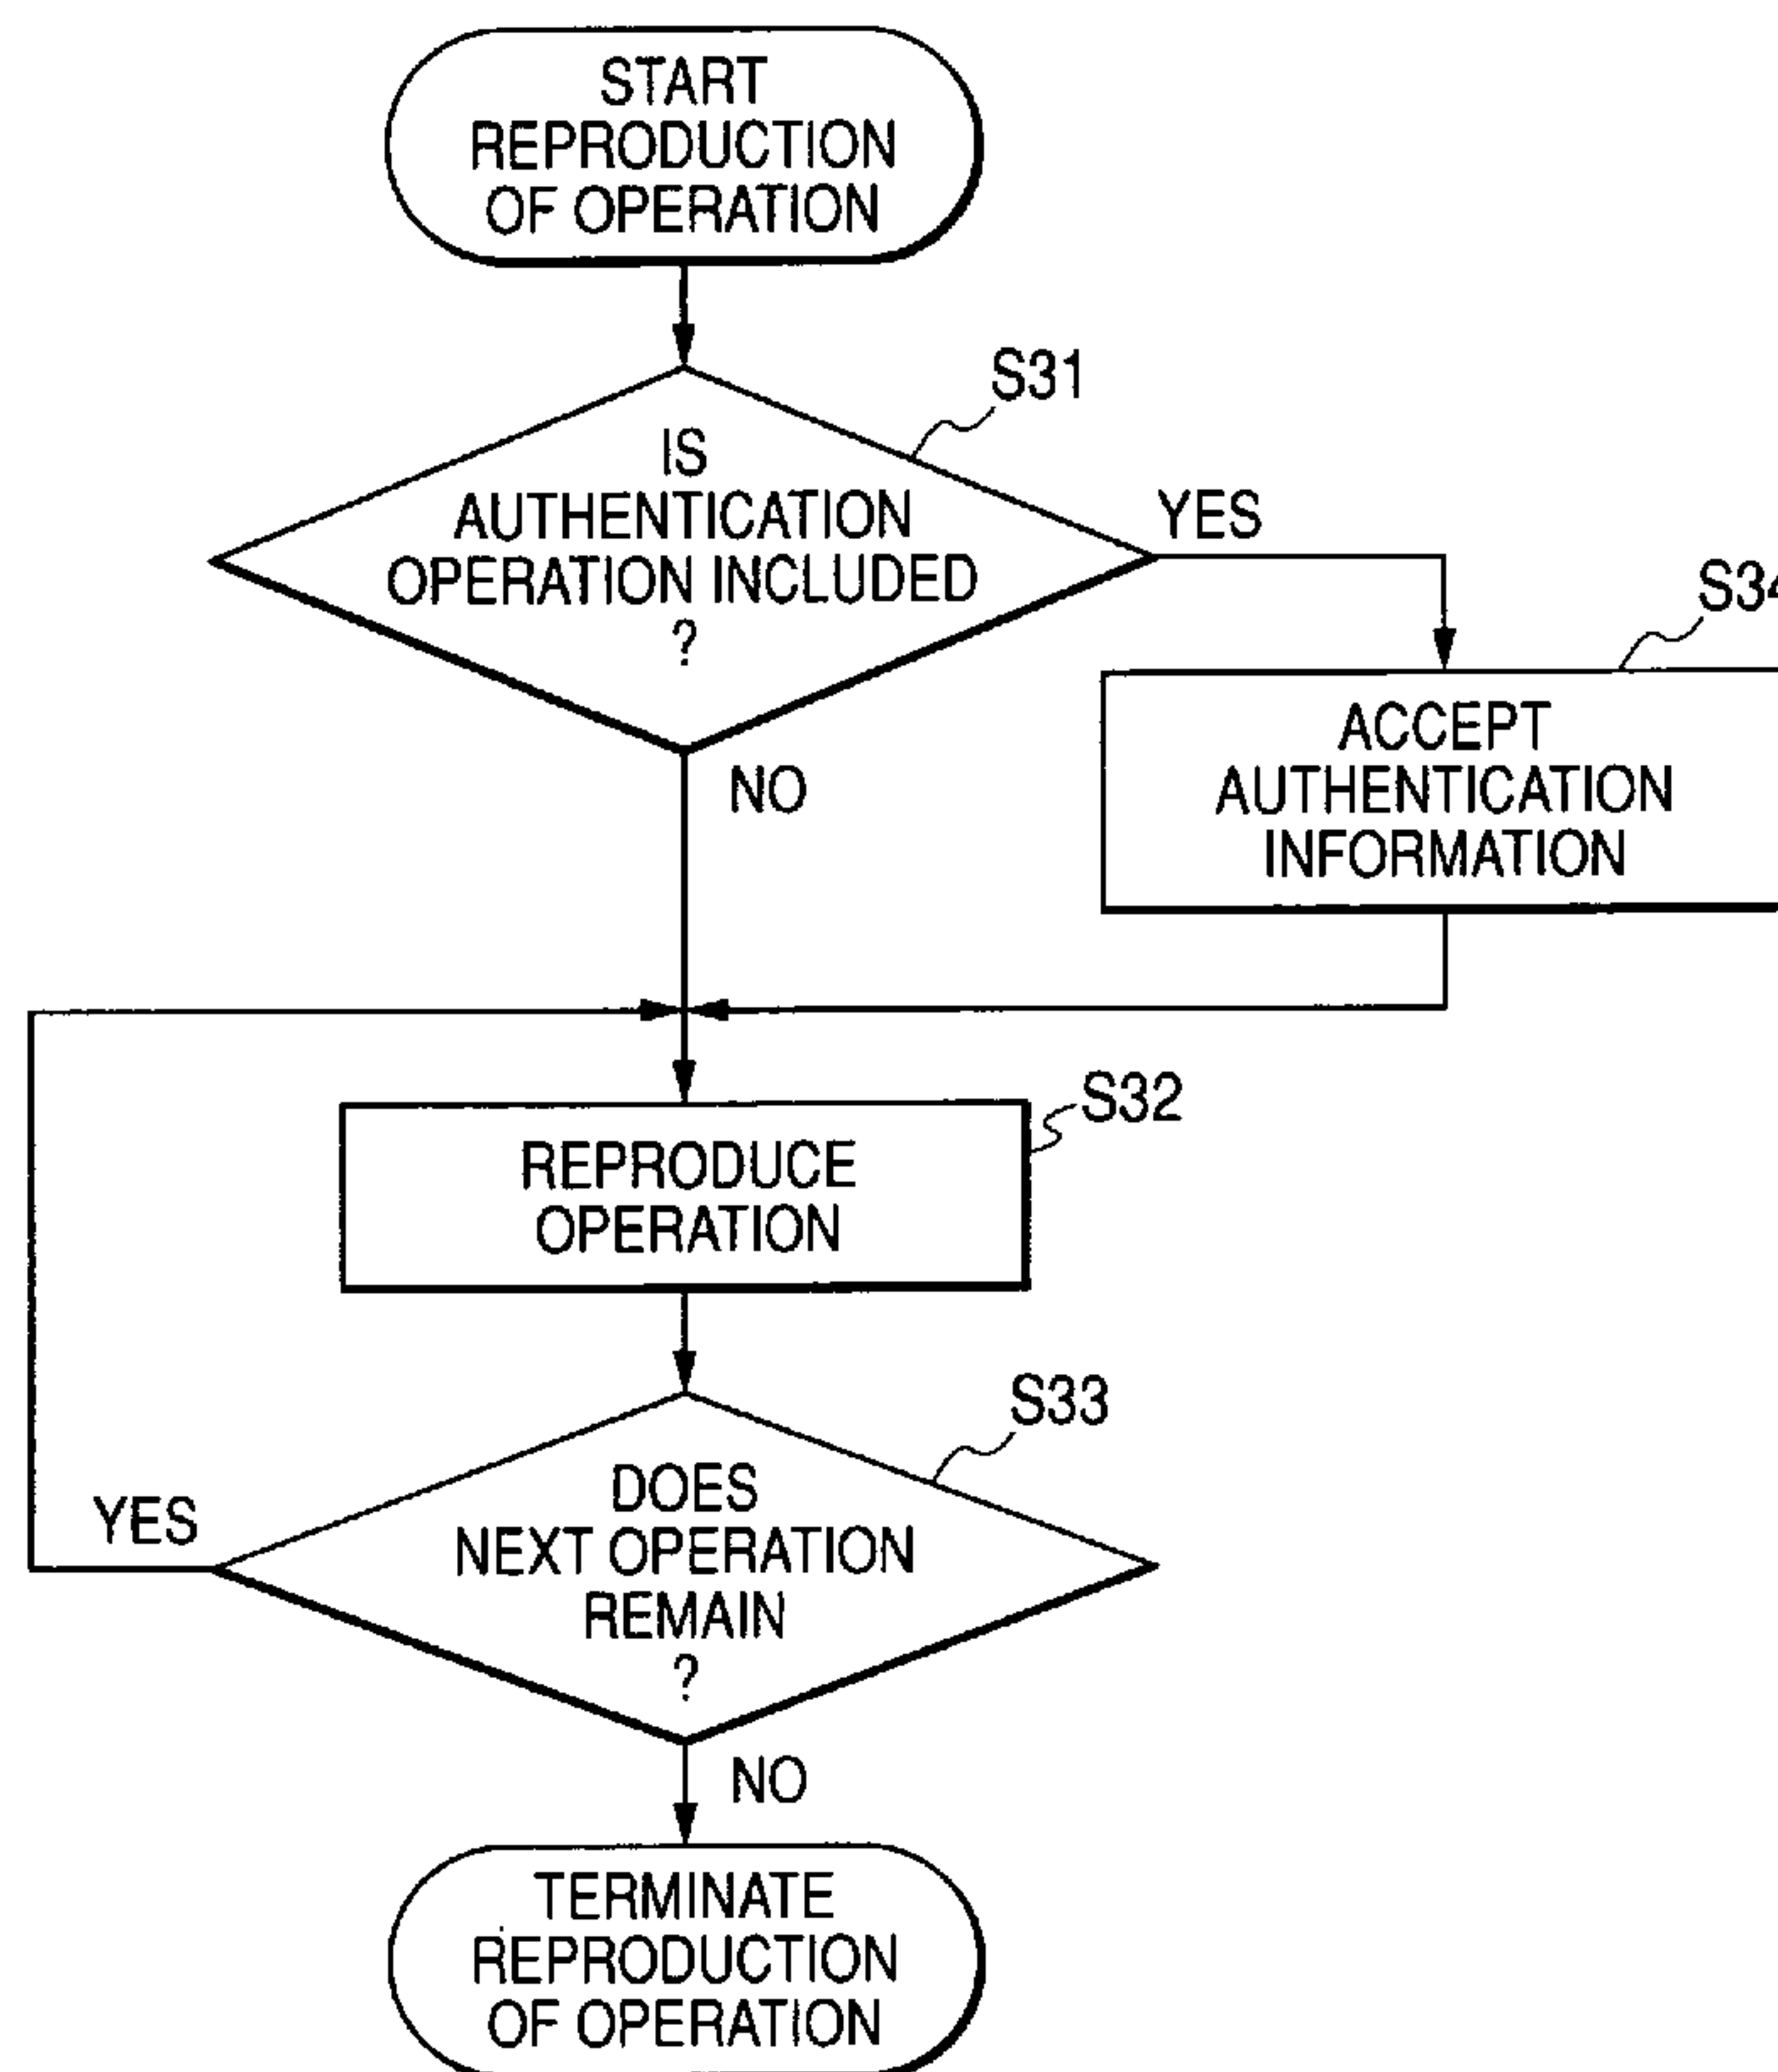 START
REPRODUCTION
OF OPERATION
S31
IS
AUTHENTICATION
OPERATION INCLUDED
?
YES
S34
ACCEPT
AUTHENTICATION
INFORMATION
NO
S32
REPRODUCE
OPERATION
S33
DOES
NEXT OPERATION
REMAIN
?
YES
NO
TERMINATE
REPRODUCTION
OF OPERATION